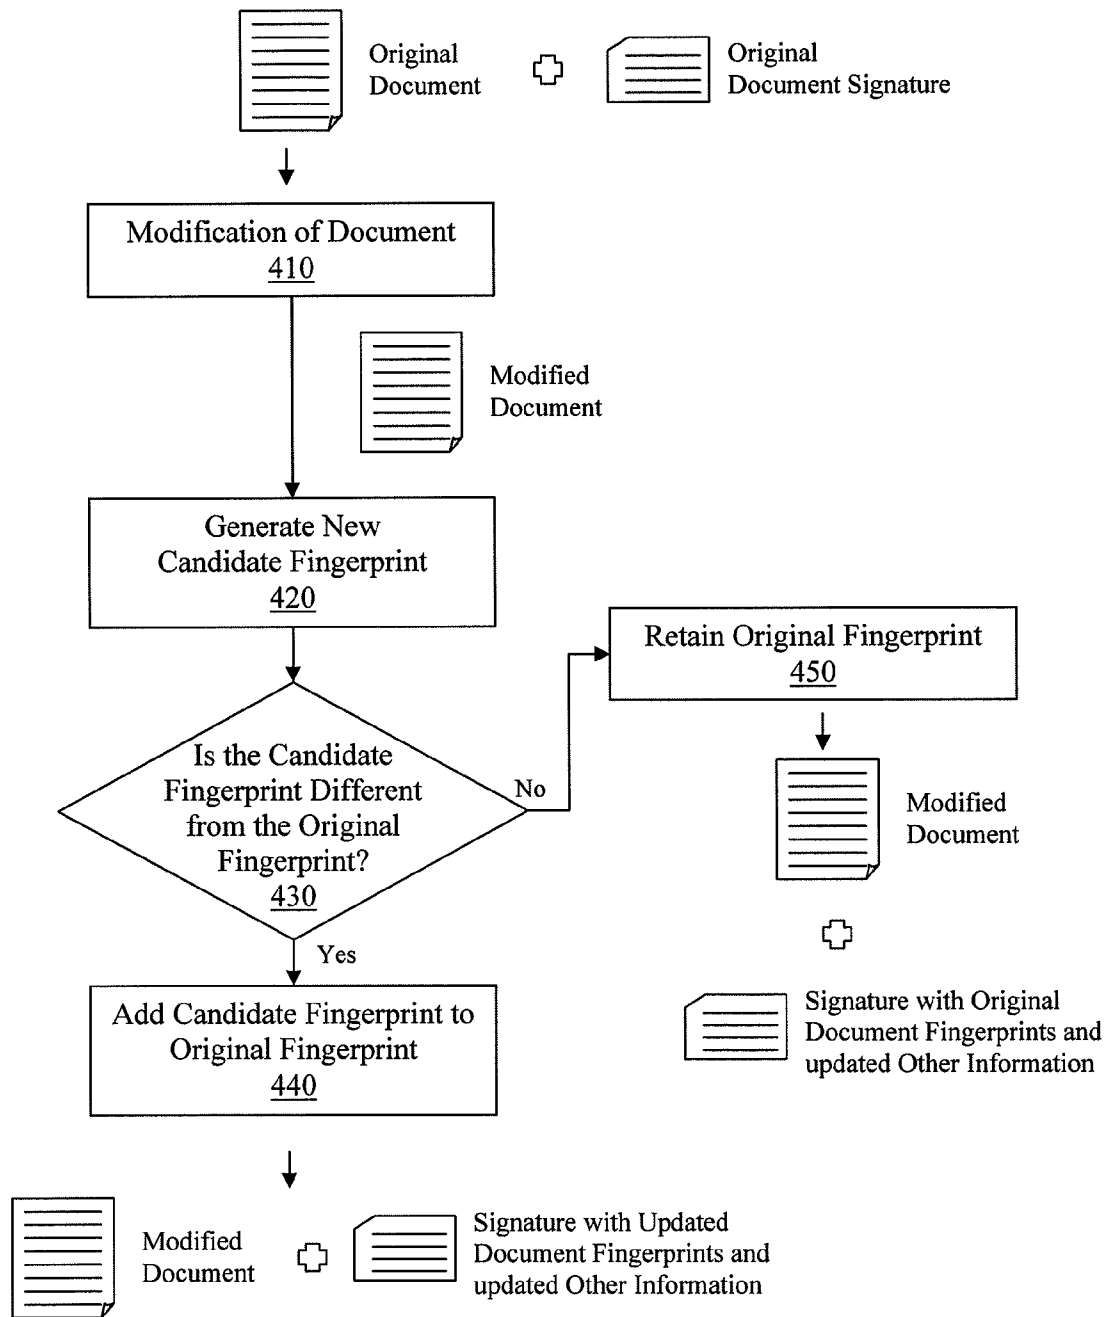 Original
Document
Original
Document Signature
Modification of Document
410
Modified
Document
Generate New
Candidate Fingerprint
420
Is the Candidate
Fingerprint Different
from the Original
Fingerprint?
430
No
Yes
Retain Original Fingerprint
450
Modified
Document
Signature with Original
Document Fingerprints and
updated Other Information
Add Candidate Fingerprint to
Original Fingerprint
440
Modified
Document
Signature with Updated
Document Fingerprints and
updated Other Information